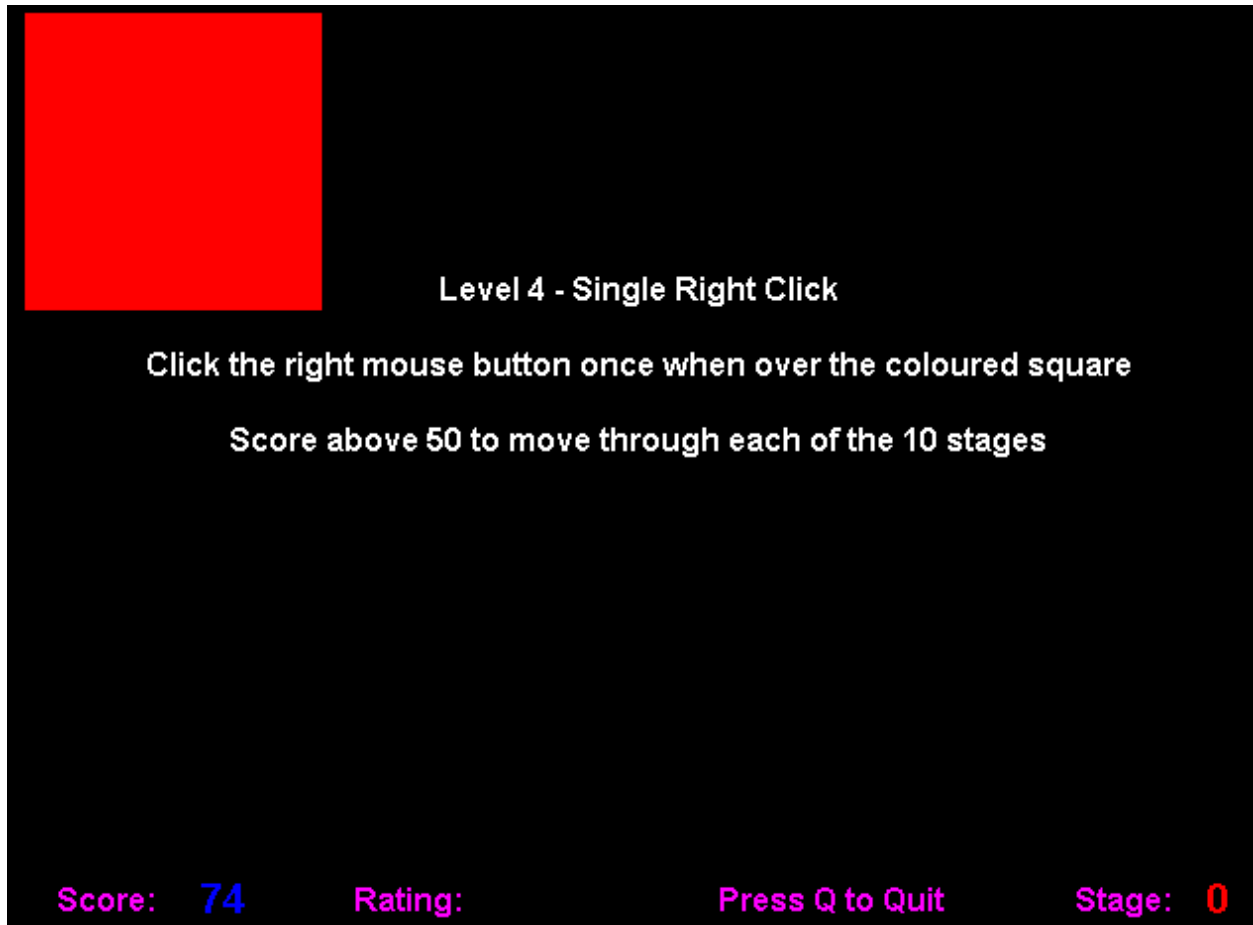 Level 4 - Single Right Click
Click the right mouse button once when over the coloured square
Score above 50 to move through each of the 10 stages
Score: 74 Rating: Press Q to Quit Stage: 0